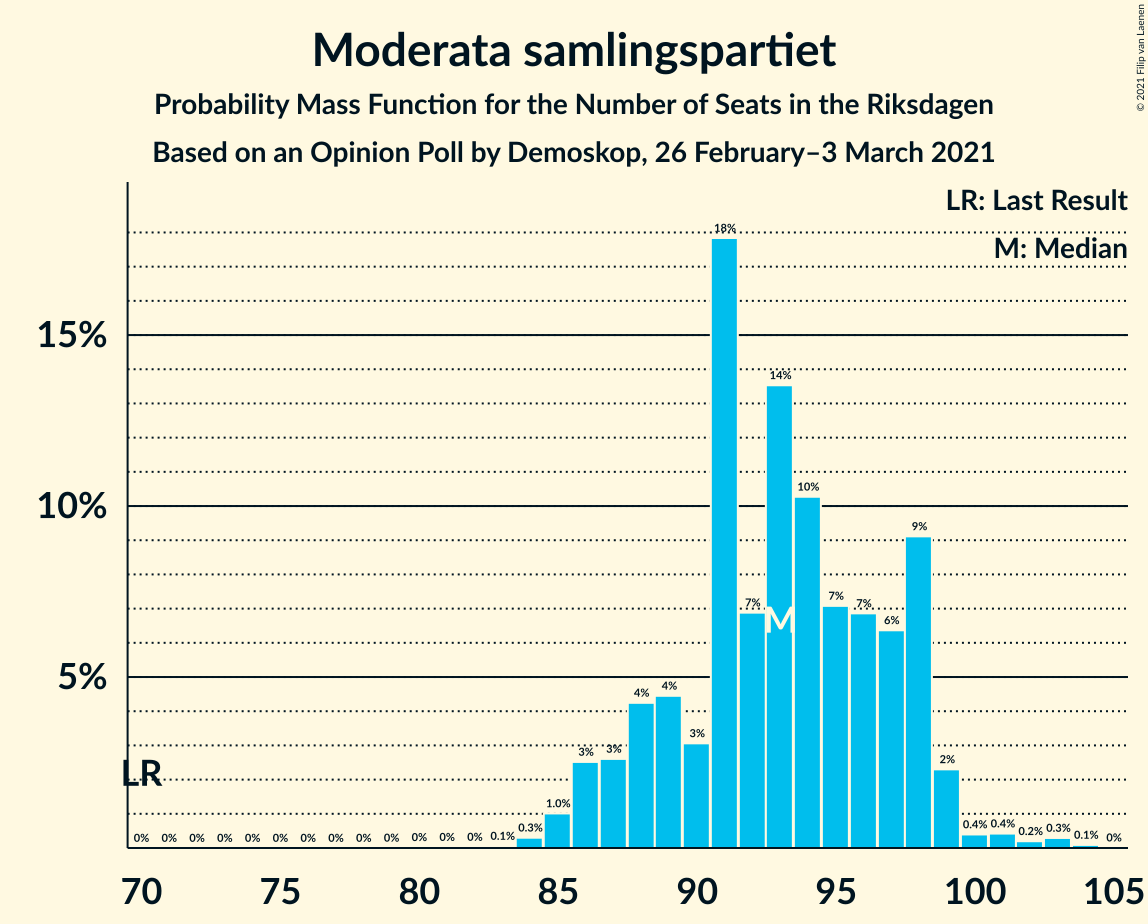 Moderata samlingspartiet
Probability Mass Function for the Number of Seats in the Riksdagen
Based on an Opinion Poll by Demoskop, 26 February–3 March 2021
© 2021 Filip van Laenen
LR: Last Result
M: Median
15%
10%
5%
LR
M
0% 0% 0% 0% 0% 0% 0% 0% 0% 0% 0% 0% 0% 0.1% 0.3% 1.0% 3% 3% 4% 4% 3% 18% 7% 14% 10% 7% 7% 6% 9% 2% 0.4% 0.4% 0.2% 0.3% 0.1% 0%
70 75 80 85 90 95 100 105